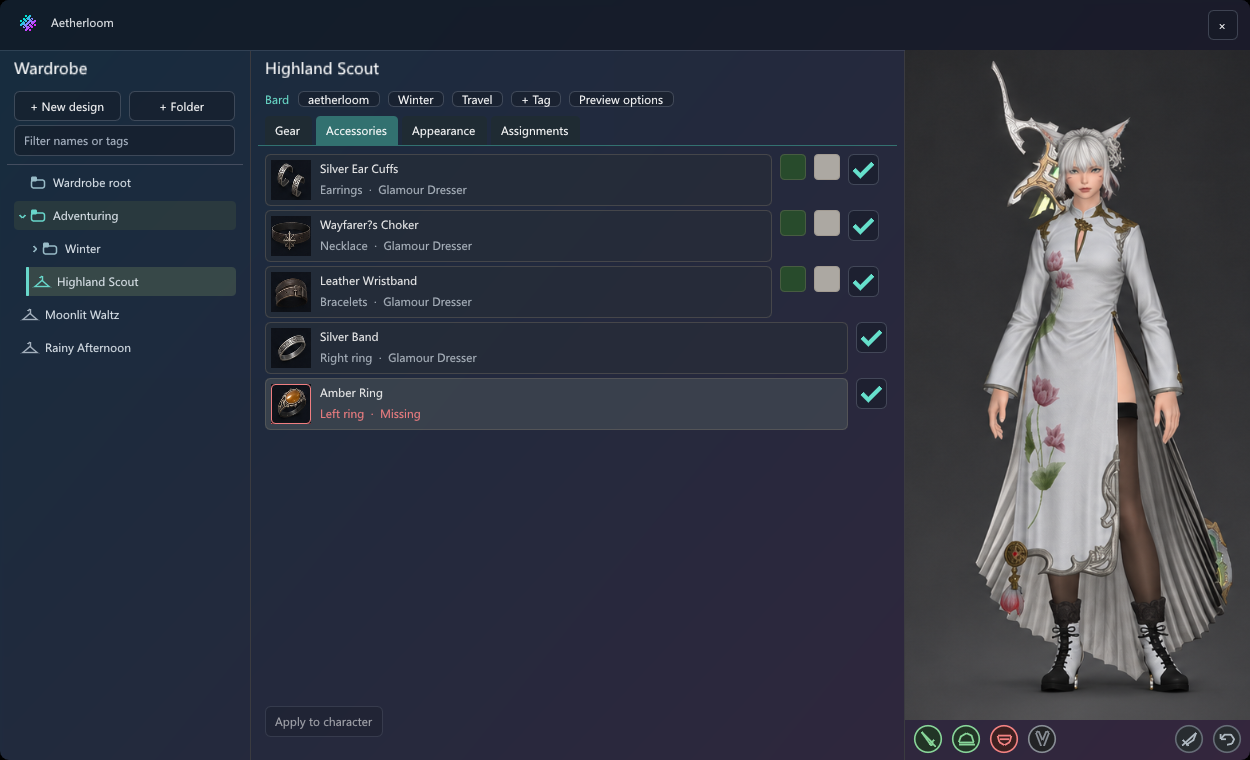 Aetherloom
×
Wardrobe
+ New design
+ Folder
Filter names or tags
Wardrobe root
Adventuring
Winter
Highland Scout
Moonlit Waltz
Rainy Afternoon
Highland Scout
Bard aetherloom Winter Travel + Tag Preview options
Gear Accessories Appearance Assignments
Silver Ear Cuffs
Earrings · Glamour Dresser
Wayfarer?s Choker
Necklace · Glamour Dresser
Leather Wristband
Bracelets · Glamour Dresser
Silver Band
Right ring · Glamour Dresser
Amber Ring
Left ring · Missing
Apply to character